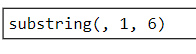 substring(, 1, 6)